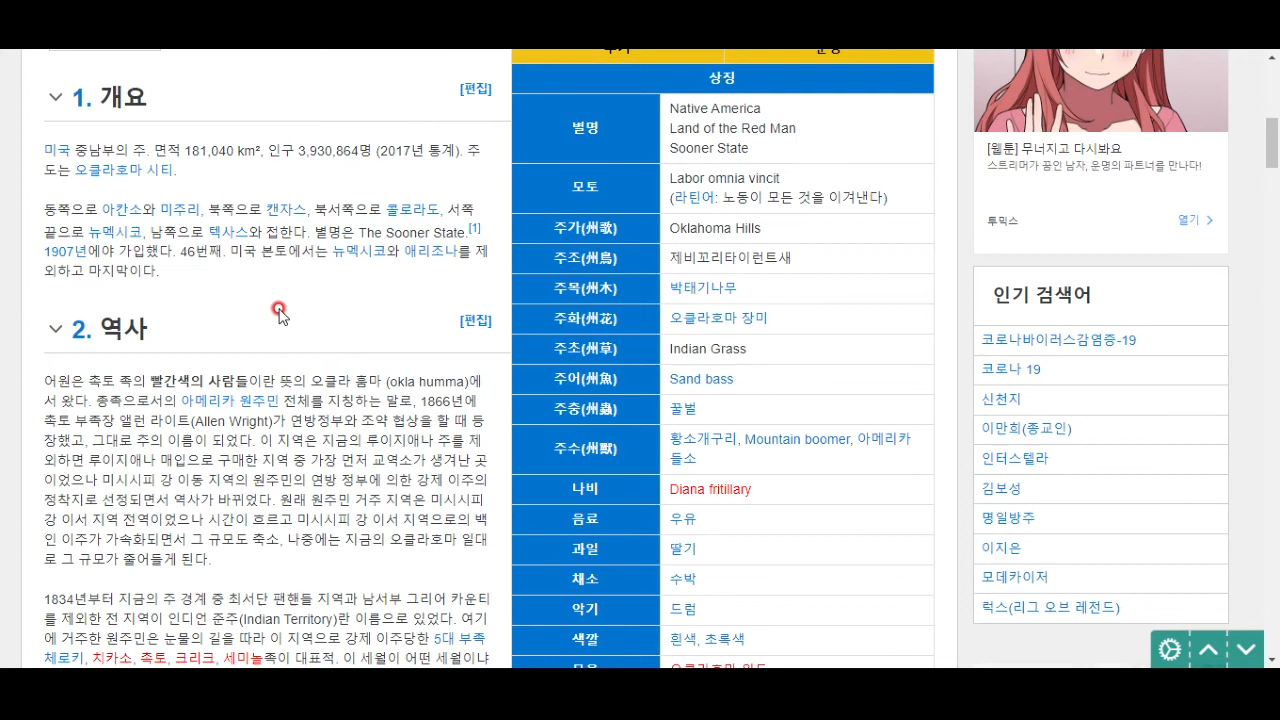 상징
1. 개요
[편집]
미국 중남부의 주. 면적 181,040 km², 인구 3,930,864명 (2017년 통계). 주
도는 오클라호마 시티.
동쪽으로 아칸소와 미주리, 북쪽으로 캔자스, 북서쪽으로 콜로라도, 서쪽
끝으로 뉴멕시코, 남쪽으로 텍사스와 접한다. 별명은 The Sooner State.[1]
1907년에야 가입했다. 46번째. 미국 본토에서는 뉴멕시코와 애리조나를 제
외하고 마지막이다.
2. 역사
[편집]
어원은 촉토 족의 빨간색의 사람들이란 뜻의 오클라 홈마 (okla humma)에
서 왔다. 종족으로서의 아메리카 원주민 전체를 지칭하는 말로, 1866년에
촉토 부족장 앨런 라이트(Allen Wright)가 연방정부와 조약 협상을 할 때 등
장했고, 그대로 주의 이름이 되었다. 이 지역은 지금의 루이지애나 주를 제
외하면 루이지애나 매입으로 구매한 지역 중 가장 먼저 교역소가 생겨난 곳
이었으나 미시시피 강 이동 지역의 원주민의 연방 정부에 의한 강제 이주의
정착지로 선정되면서 역사가 바뀌었다. 원래 원주민 거주 지역은 미시시피
강 이서 지역 전역이었으나 시간이 흐르고 미시시피 강 이서 지역으로의 백
인 이주가 가속화되면서 그 규모도 축소, 나중에는 지금의 오클라호마 일대
로 그 규모가 줄어들게 된다.
1834년부터 지금의 주 경계 중 최서단 팬핸들 지역과 남서부 그리어 카운티
를 제외한 전 지역이 인디언 준주(Indian Territory)란 이름으로 있었다. 여기
에 거주한 원주민은 눈물의 길을 따라 이 지역으로 강제 이주당한 5대 부족
체로키, 치카소, 촉토, 크리크, 세미놀족이 대표적. 이 세월이 어떤 세월이냐
별명
Native America
Land of the Red Man
Sooner State
모토
Labor omnia vincit
(라틴어: 노동이 모든 것을 이겨낸다)
주가(州歌)
Oklahoma Hills
주조(州鳥)
제비꼬리타이런트새
주목(州木)
박태기나무
주화(州花)
오클라호마 장미
주초(州草)
Indian Grass
주어(州魚)
Sand bass
주충(州蟲)
꿀벌
주수(州獸)
황소개구리, Mountain boomer, 아메리카
들소
나비
Diana fritillary
음료
우유
과일
딸기
채소
수박
악기
드럼
색깔
흰색, 초록색
[웹툰] 무너지고 다시봐요
스트리머가 꿈인 남자, 운명의 파트너를 만나다!
투믹스
열기
인기 검색어
코로나바이러스감염증-19
코로나 19
신천지
이만희(종교인)
인터스텔라
김보성
명일방주
이지은
모데카이저
럭스(리그 오브 레전드)